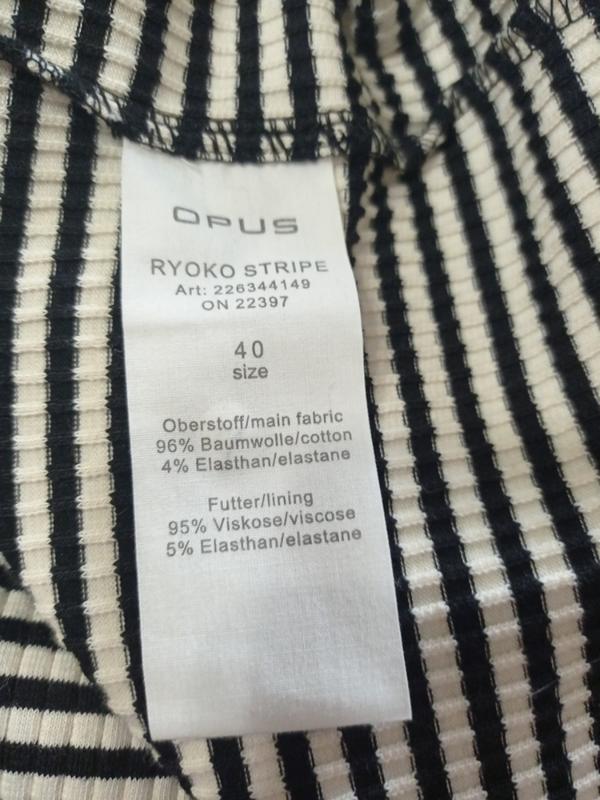 OPUS
RYOKO STRIPE
Art: 226344149
ON 22397
40
size
Oberstoff/main fabric
96% Baumwolle/cotton
4% Elasthan/elastane
Futter/lining
95% Viskose/viscose
5% Elasthan/elastane